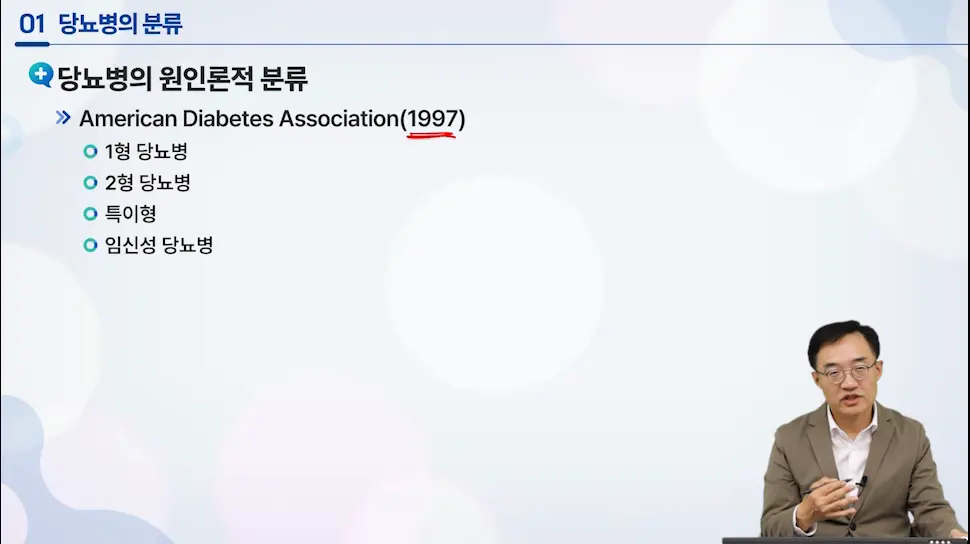 01 당뇨병의 분류
당뇨병의 원인론적 분류
American Diabetes Association(1997)
1형 당뇨병
2형 당뇨병
특이형
임신성 당뇨병